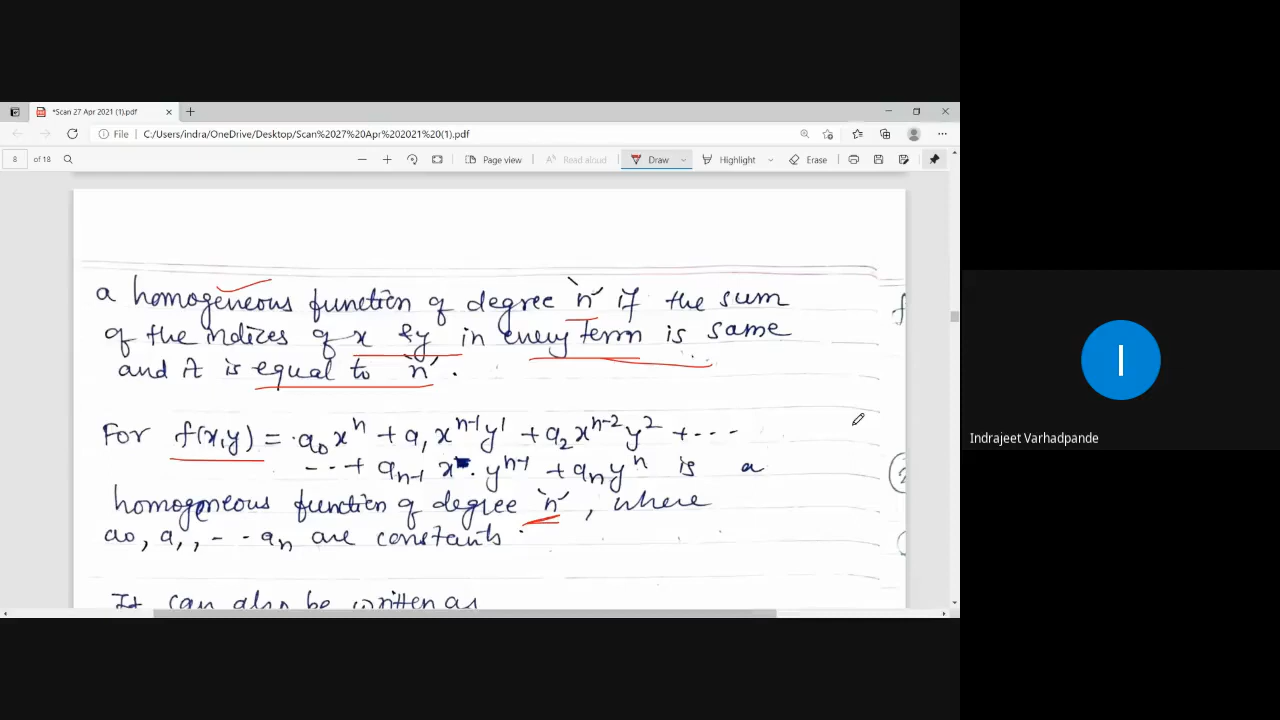 *Scan 27 Apr 2021 (1).pdf
File C:/Users/indra/OneDrive/Desktop/Scan%2027%20Apr%202021%20(1).pdf
8 of 18 Page view Read aloud Draw Highlight Erase
a homogeneous function of degree `n' if the sum
of the indices of x & y in every term is same
and it is equal to `n'.
For f(x,y) = a₀xⁿ + a₁xⁿ⁻¹y¹ + a₂xⁿ⁻²y² + ---
--- + aₙ₋₁ x . yⁿ⁻¹ + aₙyⁿ is a
homogeneous function of degree `n', where
a₀, a₁, -- aₙ are constants.
It can also be written as
I
Indrajeet Varhadpande